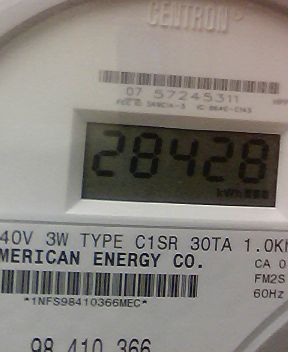 CENTRON®
07 57245311
28428
kWh
40V 3W TYPE C1SR 30TA 1.0Kh
MERICAN ENERGY CO.
CA 0
FM2S
60Hz
*1NFS98410366MEC*
98 410 366